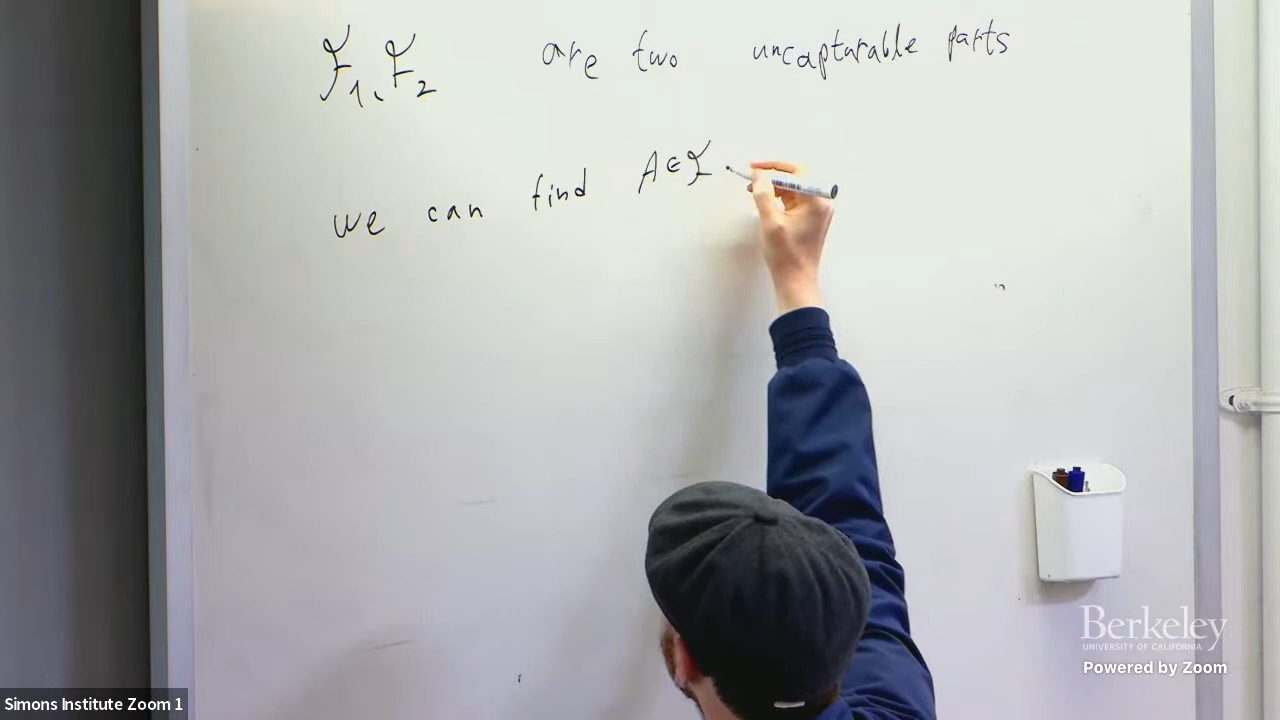 ℱ₁, ℱ₂ are two uncapturable parts
we can find A ∈ ℱ
Berkeley
UNIVERSITY OF CALIFORNIA
Powered by Zoom
Simons Institute Zoom 1